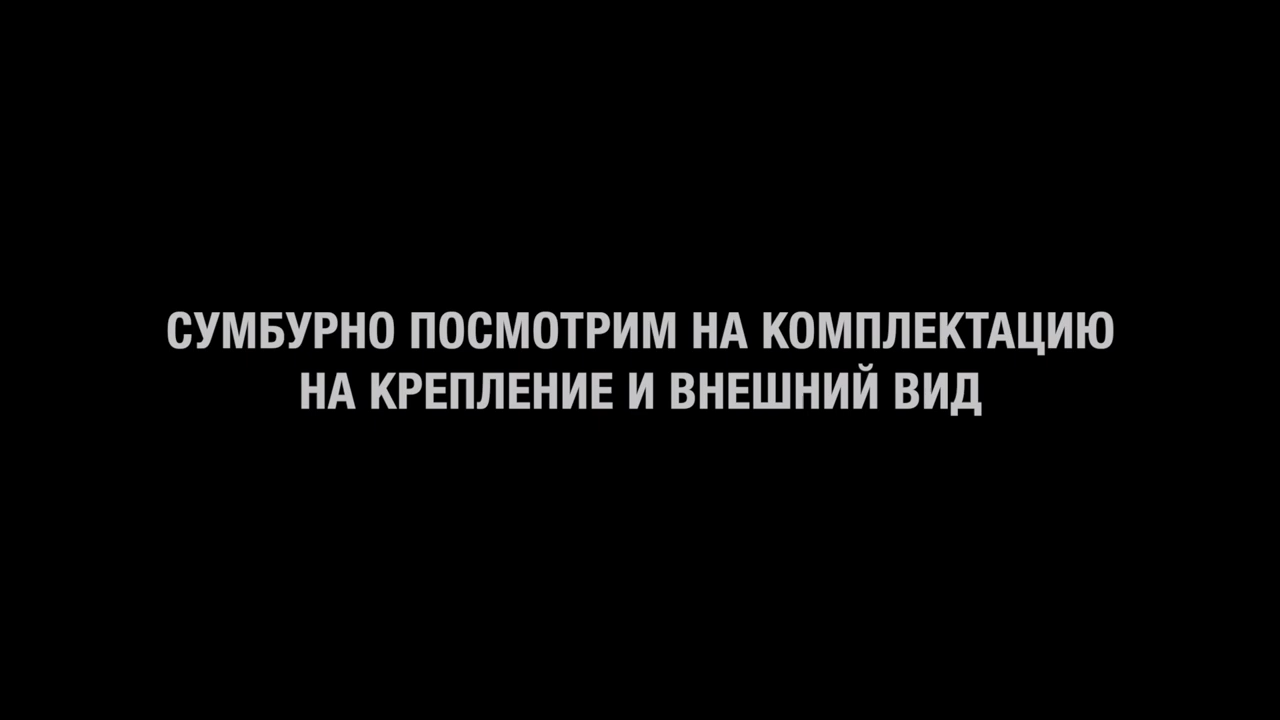 СУМБУРНО ПОСМОТРИМ НА КОМПЛЕКТАЦИЮ
НА КРЕПЛЕНИЕ И ВНЕШНИЙ ВИД